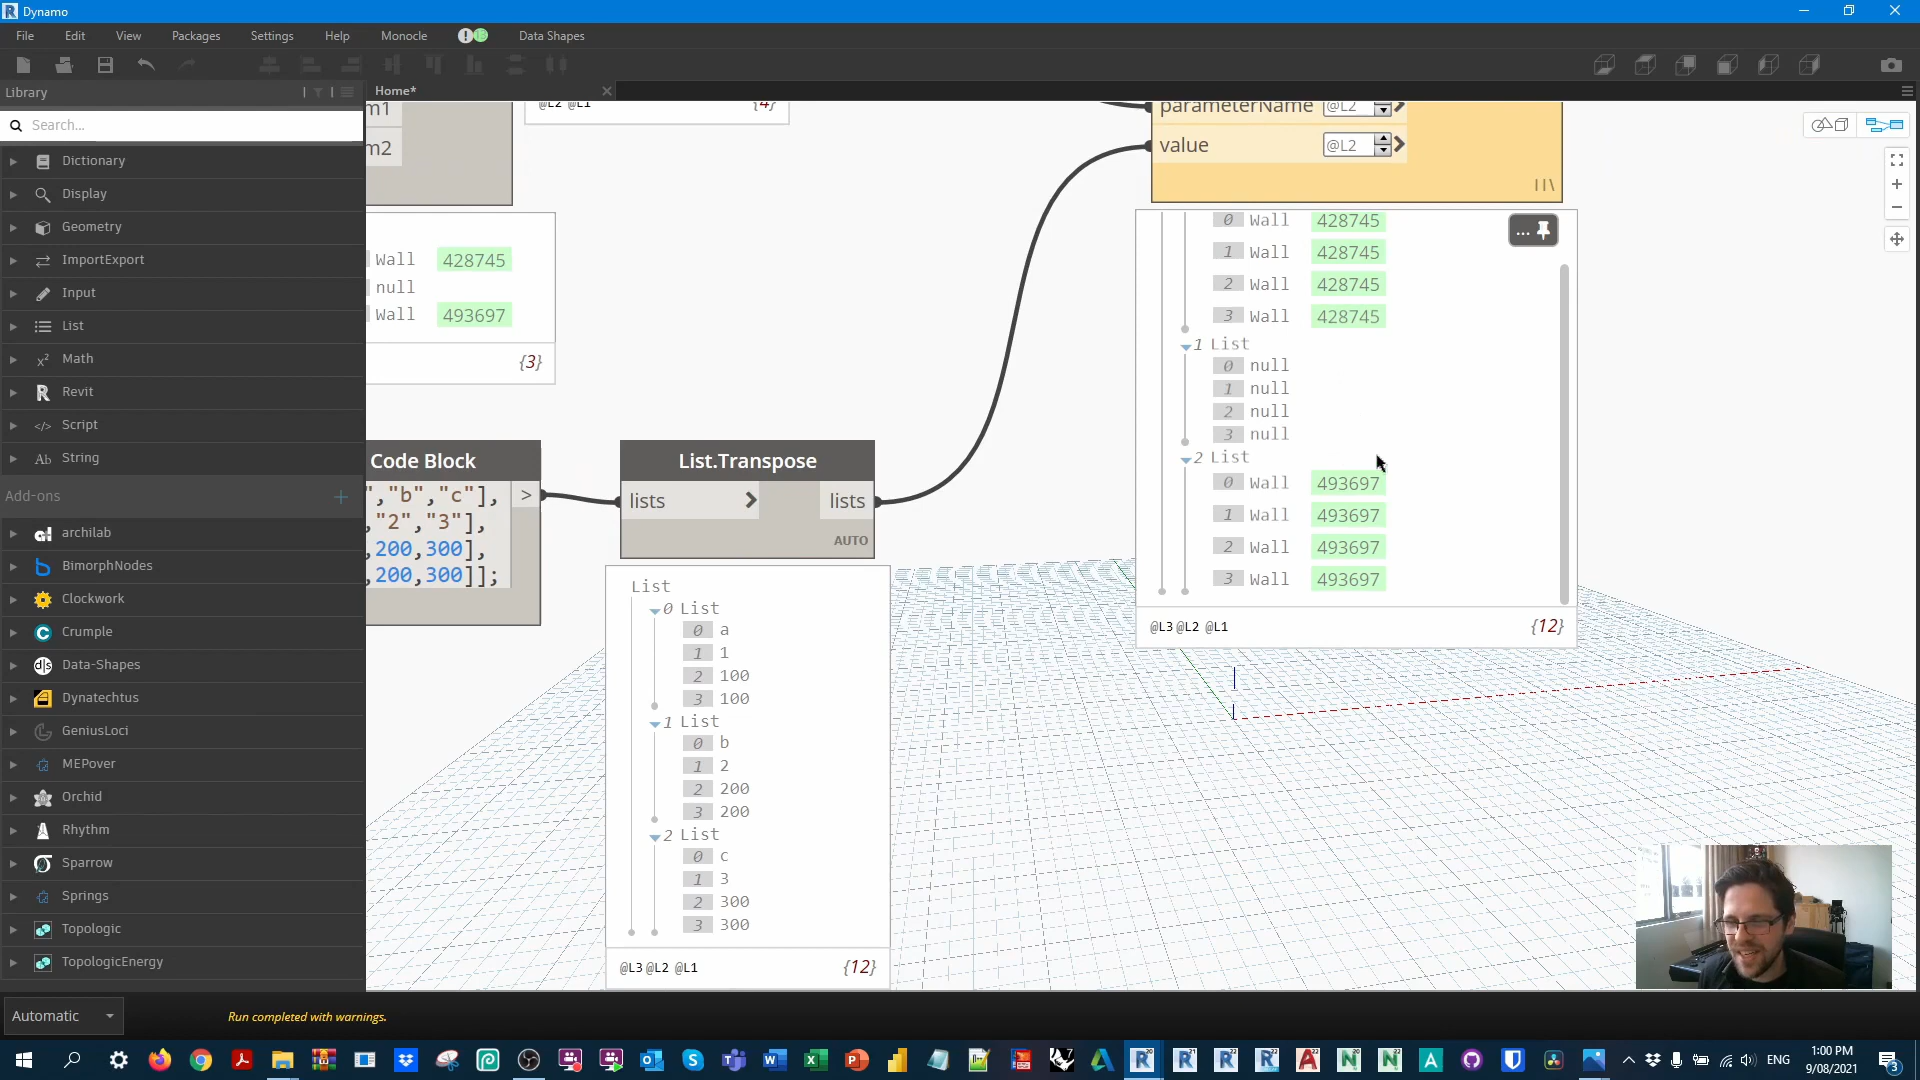 Dynamo
File Edit View Packages Settings Help Monocle Data Shapes
Library
Home*
Search...
Dictionary
Display
Geometry
ImportExport
Input
List
Math
Revit
Script
String
Add-ons
archilab
BimorphNodes
Clockwork
Crumple
Data-Shapes
Dynatechtus
GeniusLoci
MEPover
Orchid
Rhythm
Sparrow
Springs
Topologic
TopologicEnergy
m1
m2
@L2 @L1 {4}
Wall 428745
null
Wall 493697
{3}
Code Block
","b","c"], >
"2","3"],
,200,300],
,200,300]];
List.Transpose
lists > lists
AUTO
List
0 List
0 a
1 1
2 100
3 100
1 List
0 b
1 2
2 200
3 200
2 List
0 c
1 3
2 300
3 300
@L3 @L2 @L1 {12}
parameterName @L2
value @L2
0 Wall 428745
1 Wall 428745
2 Wall 428745
3 Wall 428745
1 List
0 null
1 null
2 null
3 null
2 List
0 Wall 493697
1 Wall 493697
2 Wall 493697
3 Wall 493697
@L3 @L2 @L1 {12}
Automatic
Run completed with warnings.
ENG
1:00 PM
9/08/2021
3